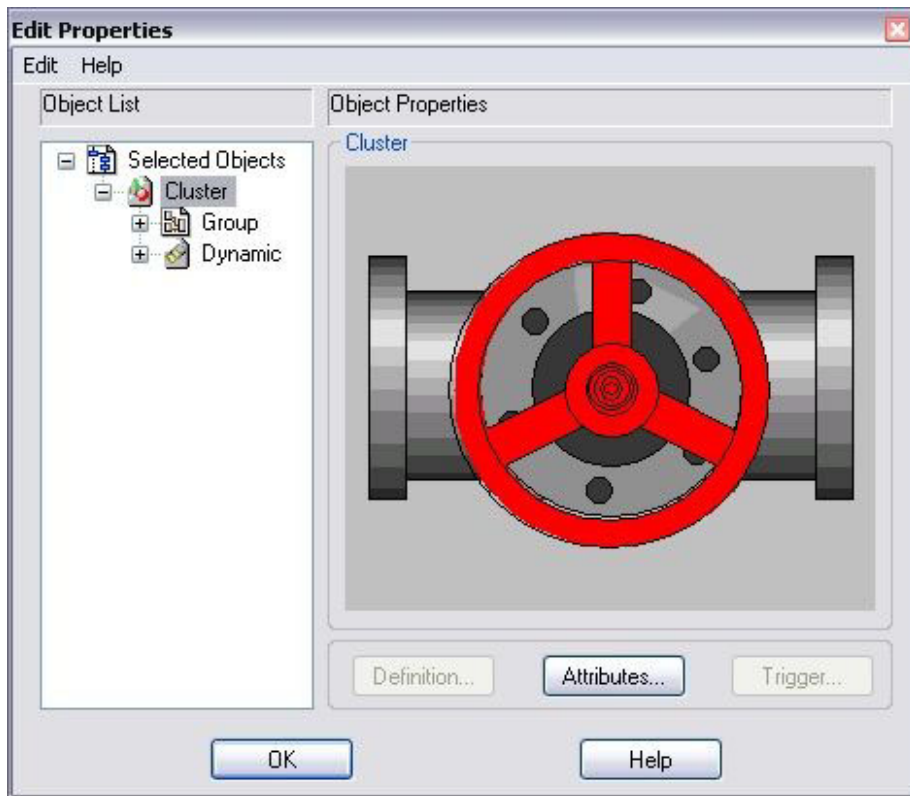 Edit Properties
Edit Help
Object List
Object Properties
Selected Objects
Cluster
Group
Dynamic
Cluster
Definition... Attributes... Trigger...
OK Help